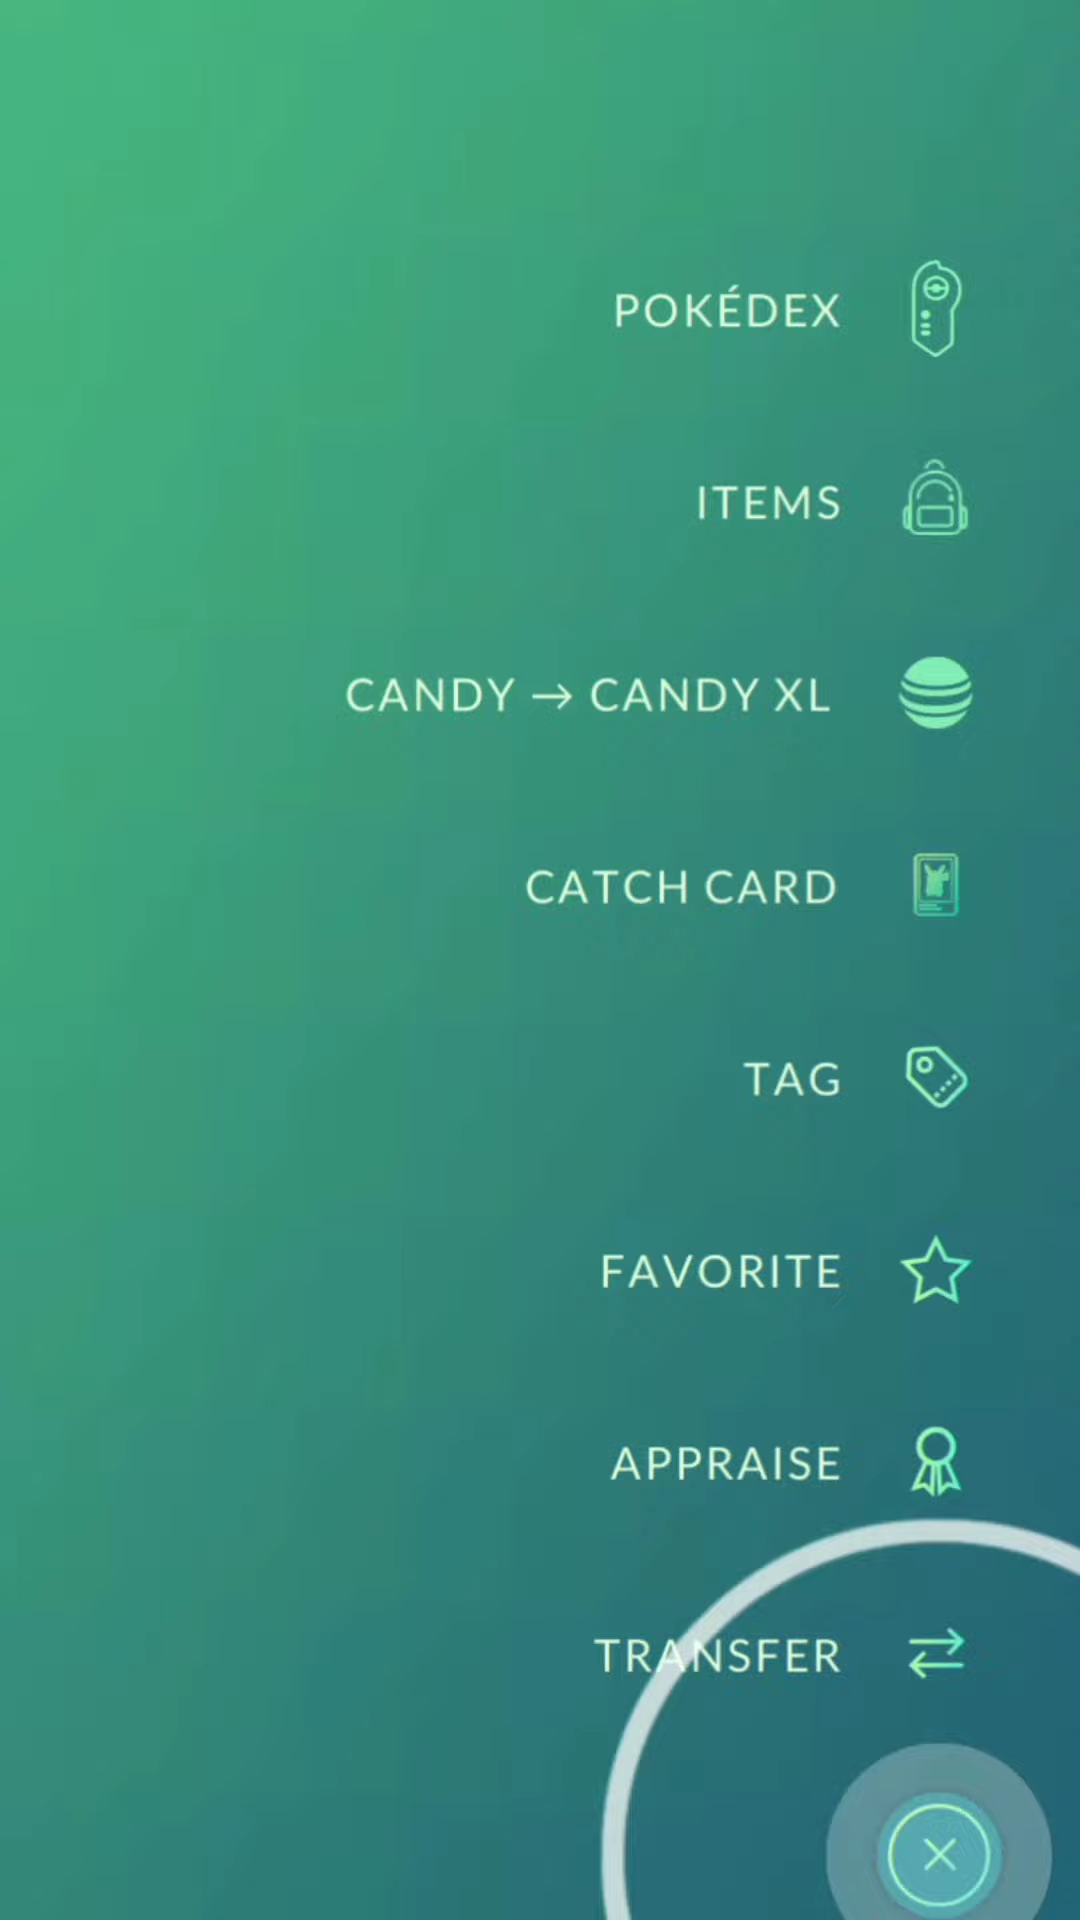 POKÉDEX
ITEMS
CANDY → CANDY XL
CATCH CARD
TAG
FAVORITE
APPRAISE
TRANSFER